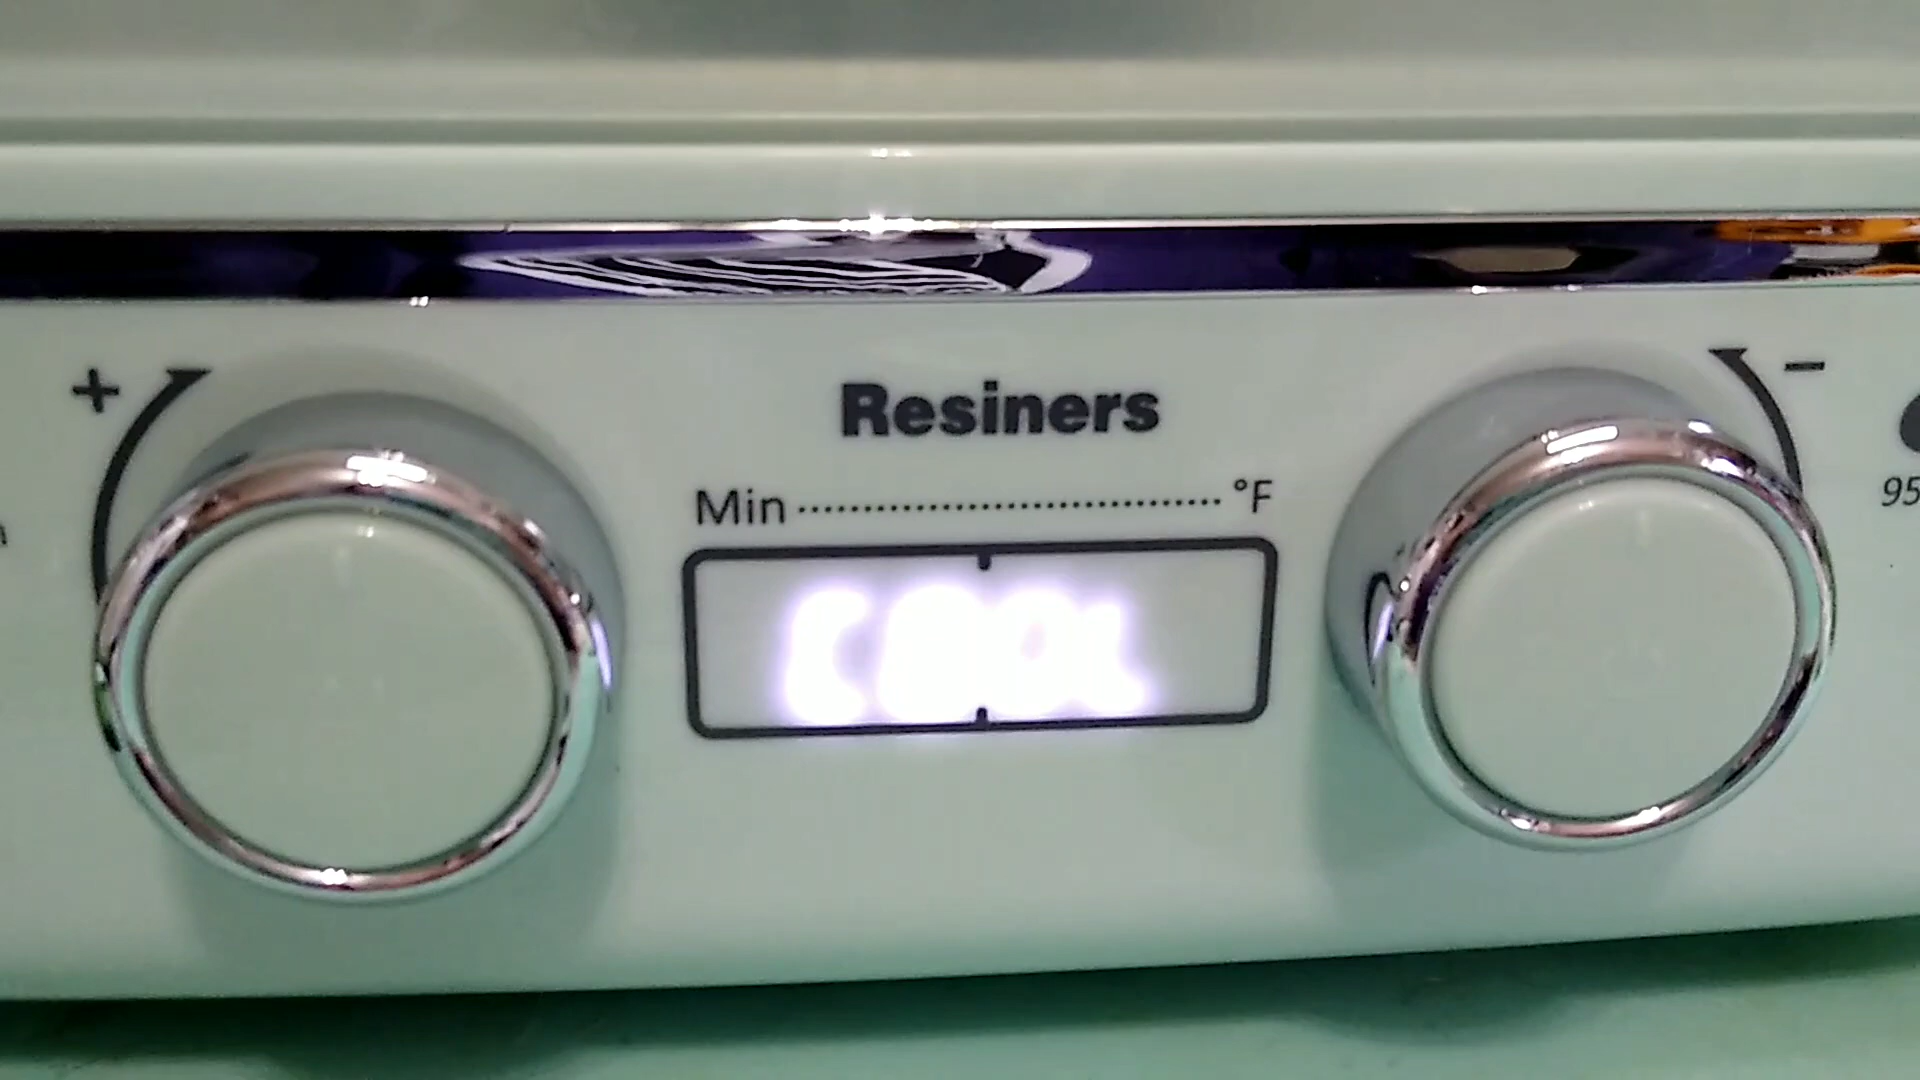 +
−
Resiners
Min °F
95
COOL